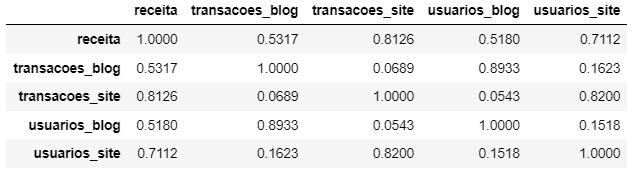 receita transacoes_blog transacoes_site usuarios_blog usuarios_site
receita 1.0000 0.5317 0.8126 0.5180 0.7112
transacoes_blog 0.5317 1.0000 0.0689 0.8933 0.1623
transacoes_site 0.8126 0.0689 1.0000 0.0543 0.8200
usuarios_blog 0.5180 0.8933 0.0543 1.0000 0.1518
usuarios_site 0.7112 0.1623 0.8200 0.1518 1.0000